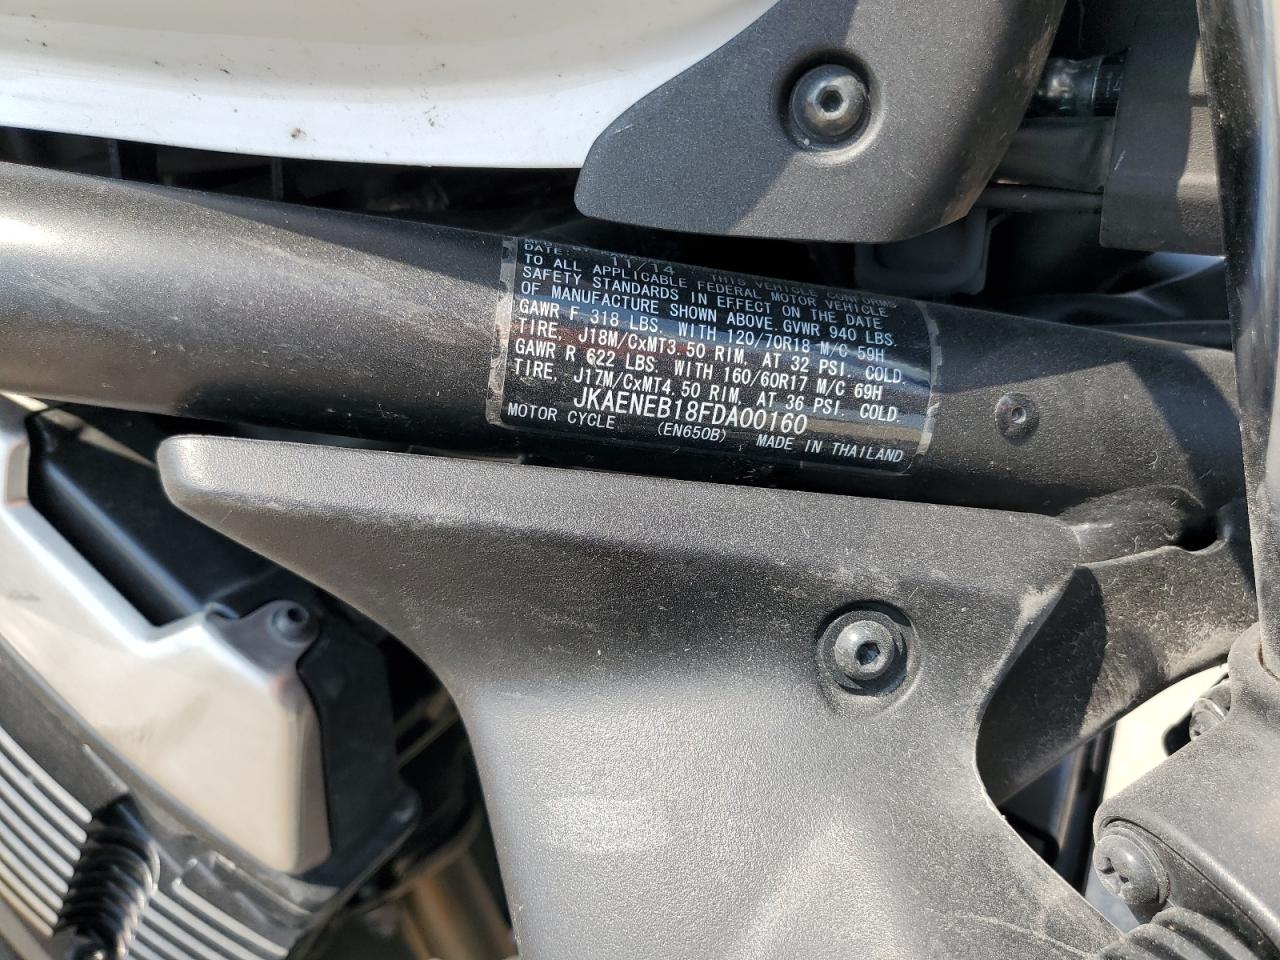 DATE: 11/14 THIS VEHICLE CONFORMS
TO ALL APPLICABLE FEDERAL MOTOR VEHICLE
SAFETY STANDARDS IN EFFECT ON THE DATE
OF MANUFACTURE SHOWN ABOVE. GVWR 940 LBS.
GAWR F 318 LBS. WITH 120/70R18 M/C 59H
TIRE, J18M/CxMT3.50 RIM, AT 32 PSI. COLD.
GAWR R 622 LBS. WITH 160/60R17 M/C 69H
TIRE, J17M/CxMT4.50 RIM, AT 36 PSI. COLD.
JKAENEB18FDA00160
MOTOR CYCLE (EN650B) MADE IN THAILAND